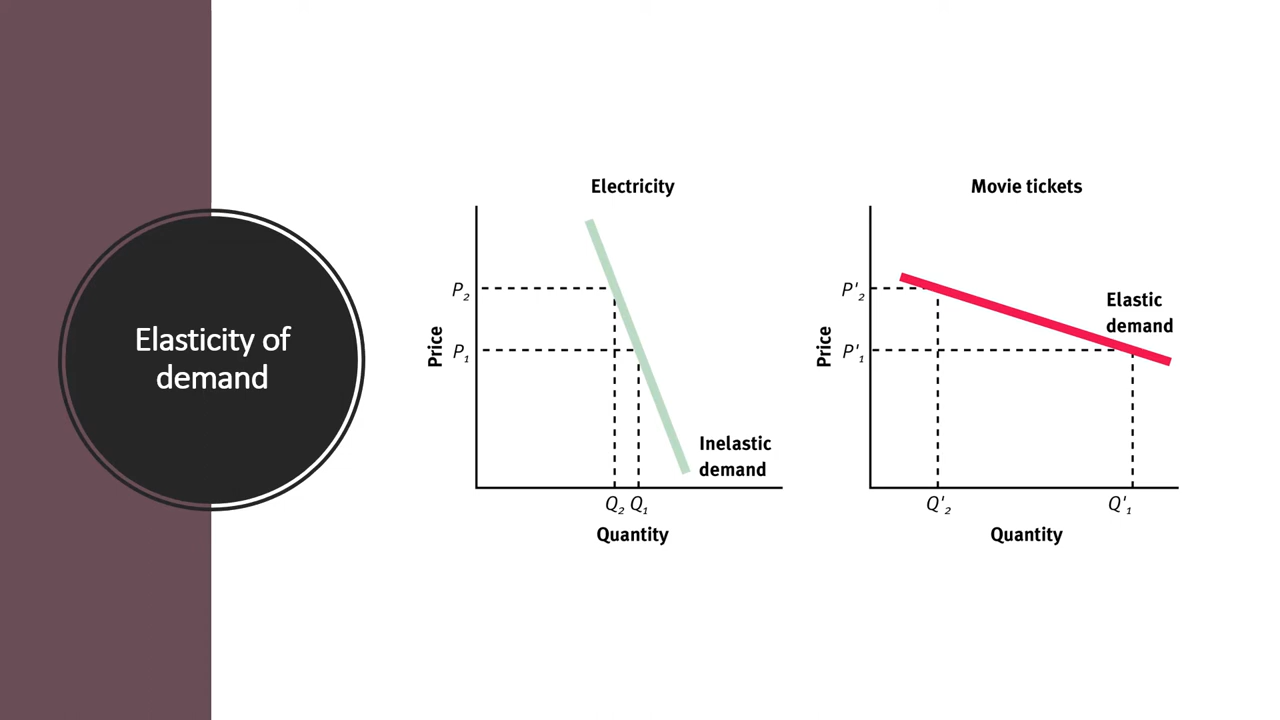 Elasticity of
demand
Electricity
P₂
P₁
Price
Inelastic
demand
Q₂ Q₁
Quantity
Movie tickets
P'₂
P'₁
Price
Elastic
demand
Q'₂ Q'₁
Quantity